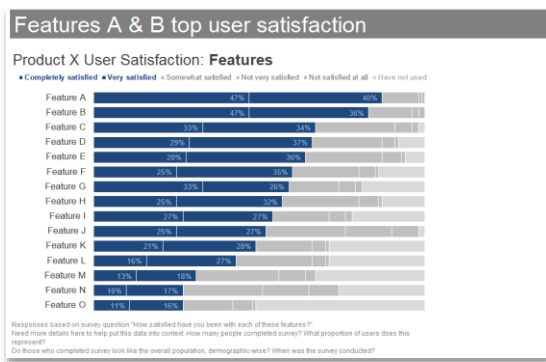 Features A & B top user satisfaction
Product X User Satisfaction: Features
Completely satisfied Very satisfied Somewhat satisfied Not very satisfied Not satisfied at all Have not used
Feature A 47% 40%
Feature B 47% 36%
Feature C 33% 34%
Feature D 29% 37%
Feature E 28% 36%
Feature F 25% 35%
Feature G 33% 26%
Feature H 25% 32%
Feature I 27% 27%
Feature J 25% 27%
Feature K 21% 28%
Feature L 16% 27%
Feature M 13% 18%
Feature N 10% 17%
Feature O 11% 16%
Responses based on survey question "How satisfied have you been with each of these features?".
Need more details here to help put this data into context. How many people completed survey? What proportion of users does this
represent?
Do those who completed survey look like the overall population, demographic-wise? When was the survey conducted?